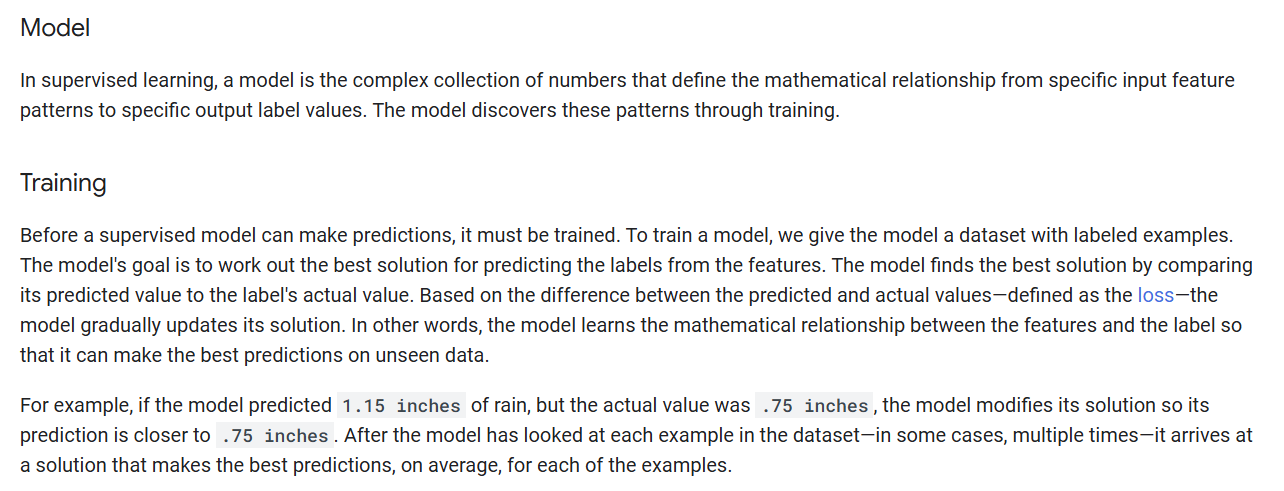 Model
In supervised learning, a model is the complex collection of numbers that define the mathematical relationship from specific input feature
patterns to specific output label values. The model discovers these patterns through training.
Training
Before a supervised model can make predictions, it must be trained. To train a model, we give the model a dataset with labeled examples.
The model's goal is to work out the best solution for predicting the labels from the features. The model finds the best solution by comparing
its predicted value to the label's actual value. Based on the difference between the predicted and actual values—defined as the loss—the
model gradually updates its solution. In other words, the model learns the mathematical relationship between the features and the label so
that it can make the best predictions on unseen data.
For example, if the model predicted 1.15 inches of rain, but the actual value was .75 inches, the model modifies its solution so its
prediction is closer to .75 inches. After the model has looked at each example in the dataset—in some cases, multiple times—it arrives at
a solution that makes the best predictions, on average, for each of the examples.